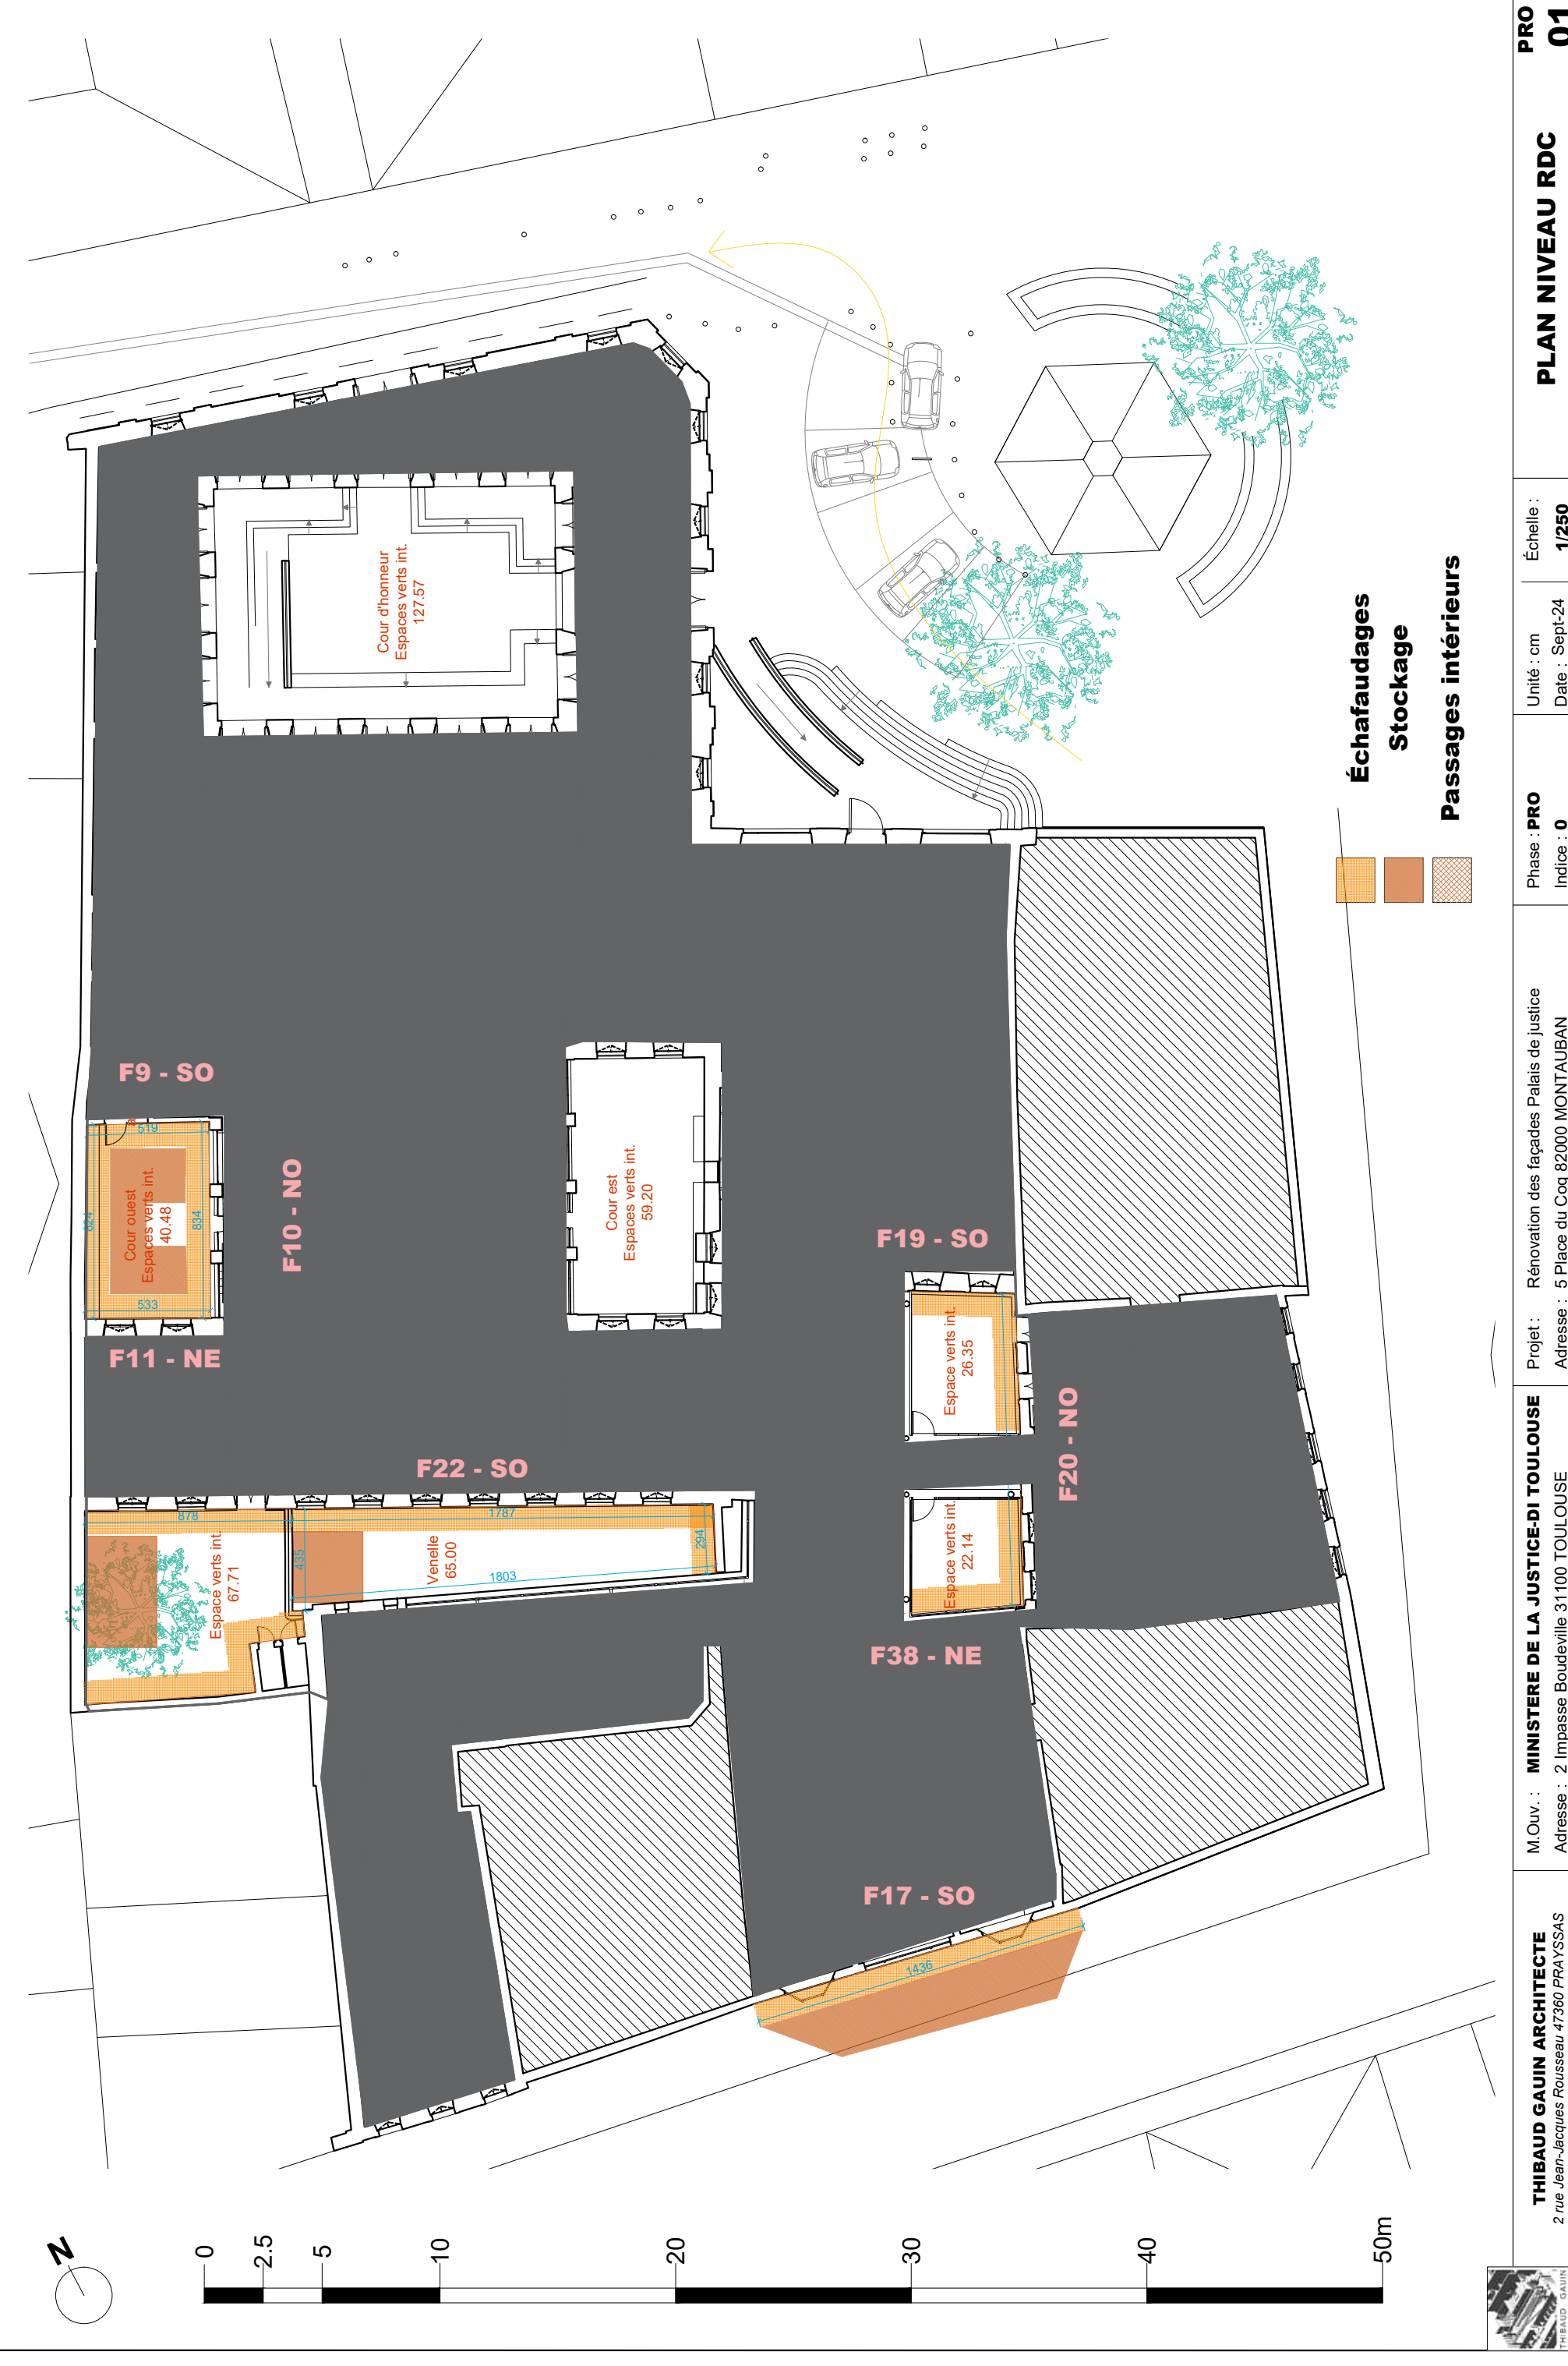 PLAN NIVEAU RDC
PRO
01
Échelle :
1/250
Unité : cm
Date : Sept-24
Phase : PRO
Indice : 0
Projet : Rénovation des façades Palais de justice
Adresse : 5 Place du Coq 82000 MONTAUBAN
M.Ouv. : MINISTERE DE LA JUSTICE-DI TOULOUSE
Adresse : 2 Impasse Boudeville 31100 TOULOUSE
THIBAUD GAUIN ARCHITECTE
2 rue Jean-Jacques Rousseau 47360 PRAYSSAS
THIBAUD GAUIN
Échafaudages
Stockage
Passages intérieurs
Cour d'honneur
Espaces verts int.
127.57
F9 - SO
519
Cour ouest
Espaces verts int.
40.48
624
834
533
F10 - NO
F11 - NE
Cour est
Espaces verts int.
59.20
F19 - SO
Espace verts int.
26.35
F20 - NO
Espace verts int.
22.14
F38 - NE
F22 - SO
878
1787
Espace verts int.
67.71
435
Venelle
65.00
294
1803
F17 - SO
1436
N
0
2.5
5
10
20
30
40
50m